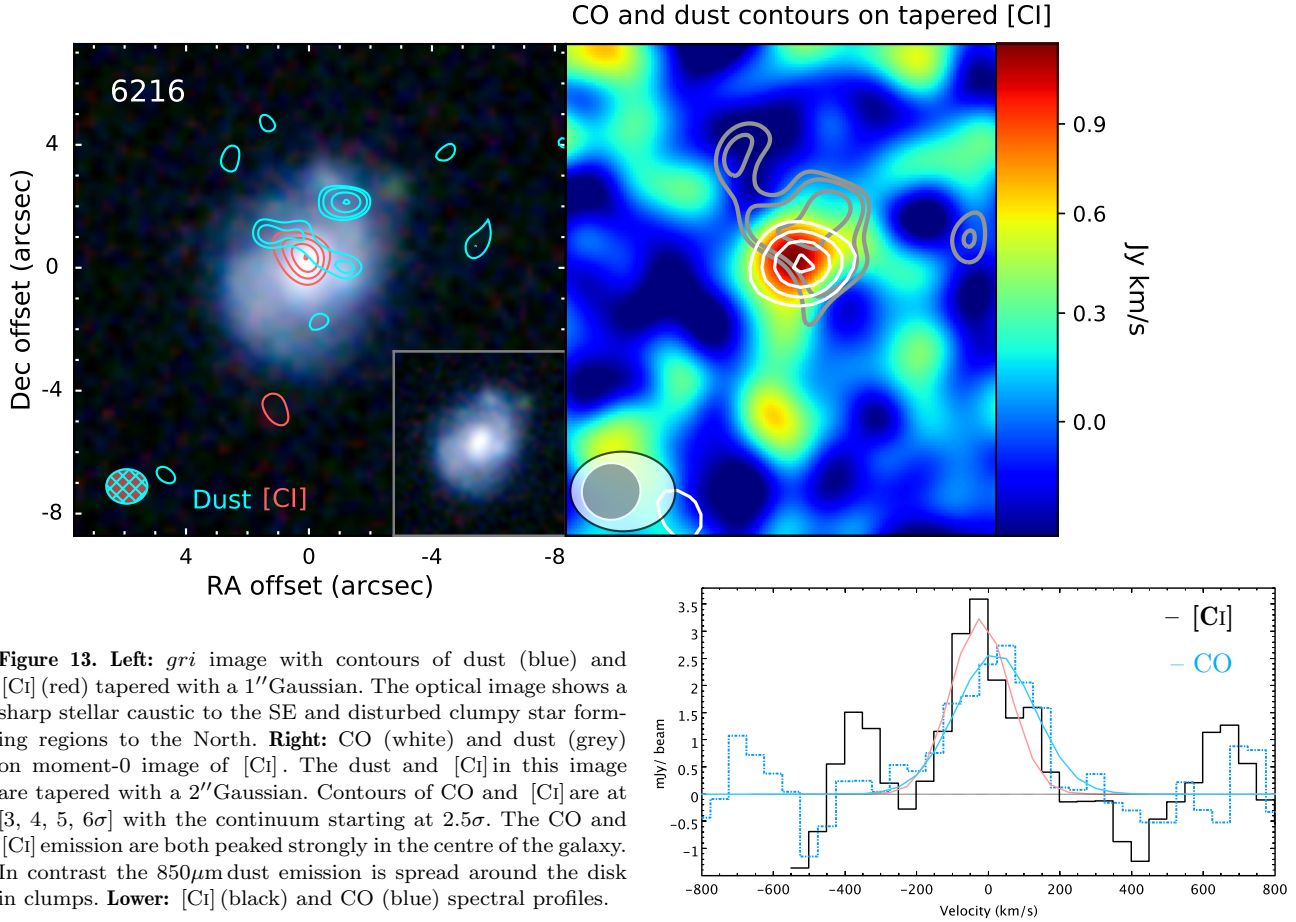 CO and dust contours on tapered [CI]
6216
4
0
-4
-8
Dec offset (arcsec)
Dust [CI]
4
0
-4
-8
RA offset (arcsec)
0.9
0.6
0.3
0.0
Jy km/s
Figure 13. Left: gri image with contours of dust (blue) and
[CI] (red) tapered with a 1″Gaussian. The optical image shows a
sharp stellar caustic to the SE and disturbed clumpy star form-
ing regions to the North. Right: CO (white) and dust (grey)
on moment-0 image of [CI] . The dust and [CI] in this image
are tapered with a 2″Gaussian. Contours of CO and [CI] are at
[3, 4, 5, 6σ] with the continuum starting at 2.5σ. The CO and
[CI] emission are both peaked strongly in the centre of the galaxy.
In contrast the 850μm dust emission is spread around the disk
in clumps. Lower: [CI] (black) and CO (blue) spectral profiles.
3.5
3
2.5
2
1.5
1
0.5
0
−0.5
−1
mJy/ beam
[CI]
CO
−800 −600 −400 −200 0 200 400 600 800
Velocity (km/s)